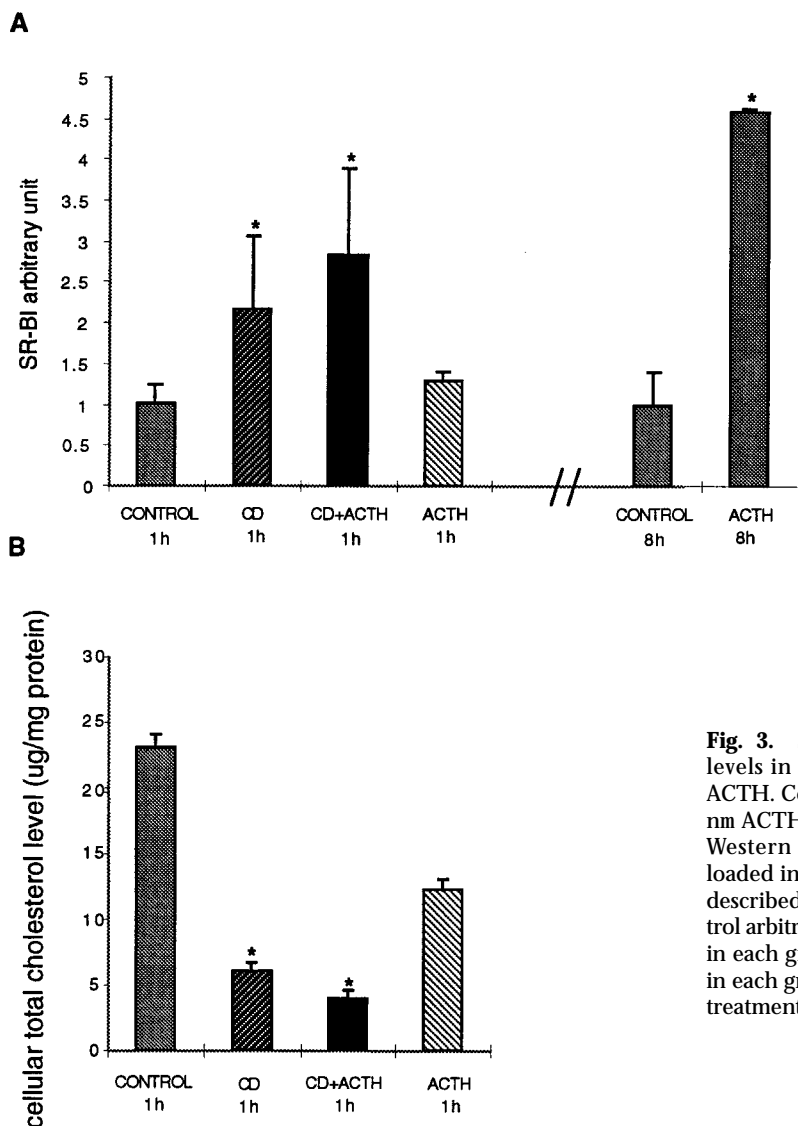 A
SR-BI arbitrary unit
5
4.5
4
3.5
3
2.5
2
1.5
1
0.5
0
*
*
*
CONTROL CD CD+ACTH ACTH CONTROL ACTH
1h 1h 1h 1h 8h 8h
B
cellular total cholesterol level (ug/mg protein)
30
25
20
15
10
5
0
*
*
CONTROL CD CD+ACTH ACTH
1h 1h 1h 1h
Fig. 3.
levels in
ACTH. Co
nm ACTH
Western
loaded in
described
trol arbitr
in each g
in each gr
treatment